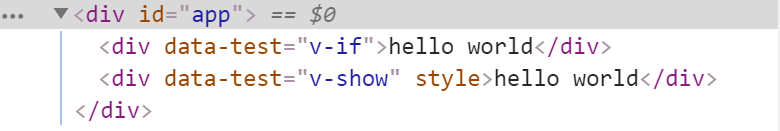 ... ▼<div id="app"> == $0
<div data-test="v-if">hello world</div>
<div data-test="v-show" style>hello world</div>
</div>